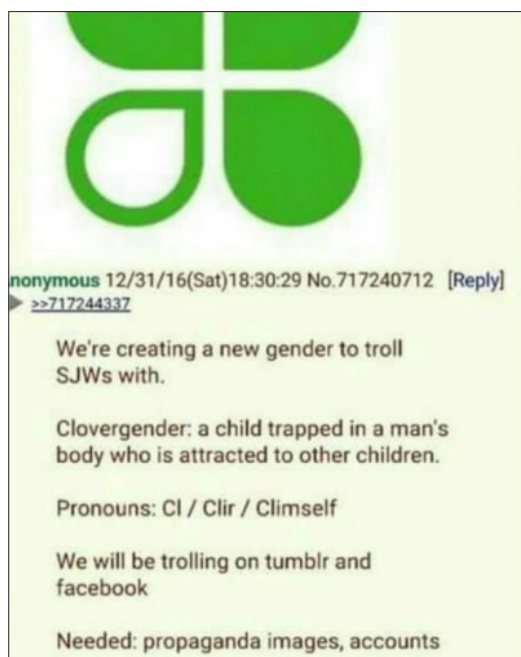 nonymous 12/31/16(Sat)18:30:29 No.717240712 [Reply]
>>717244337
We're creating a new gender to troll
SJWs with.
Clovergender: a child trapped in a man's
body who is attracted to other children.
Pronouns: Cl / Clir / Climself
We will be trolling on tumblr and
facebook
Needed: propaganda images, accounts